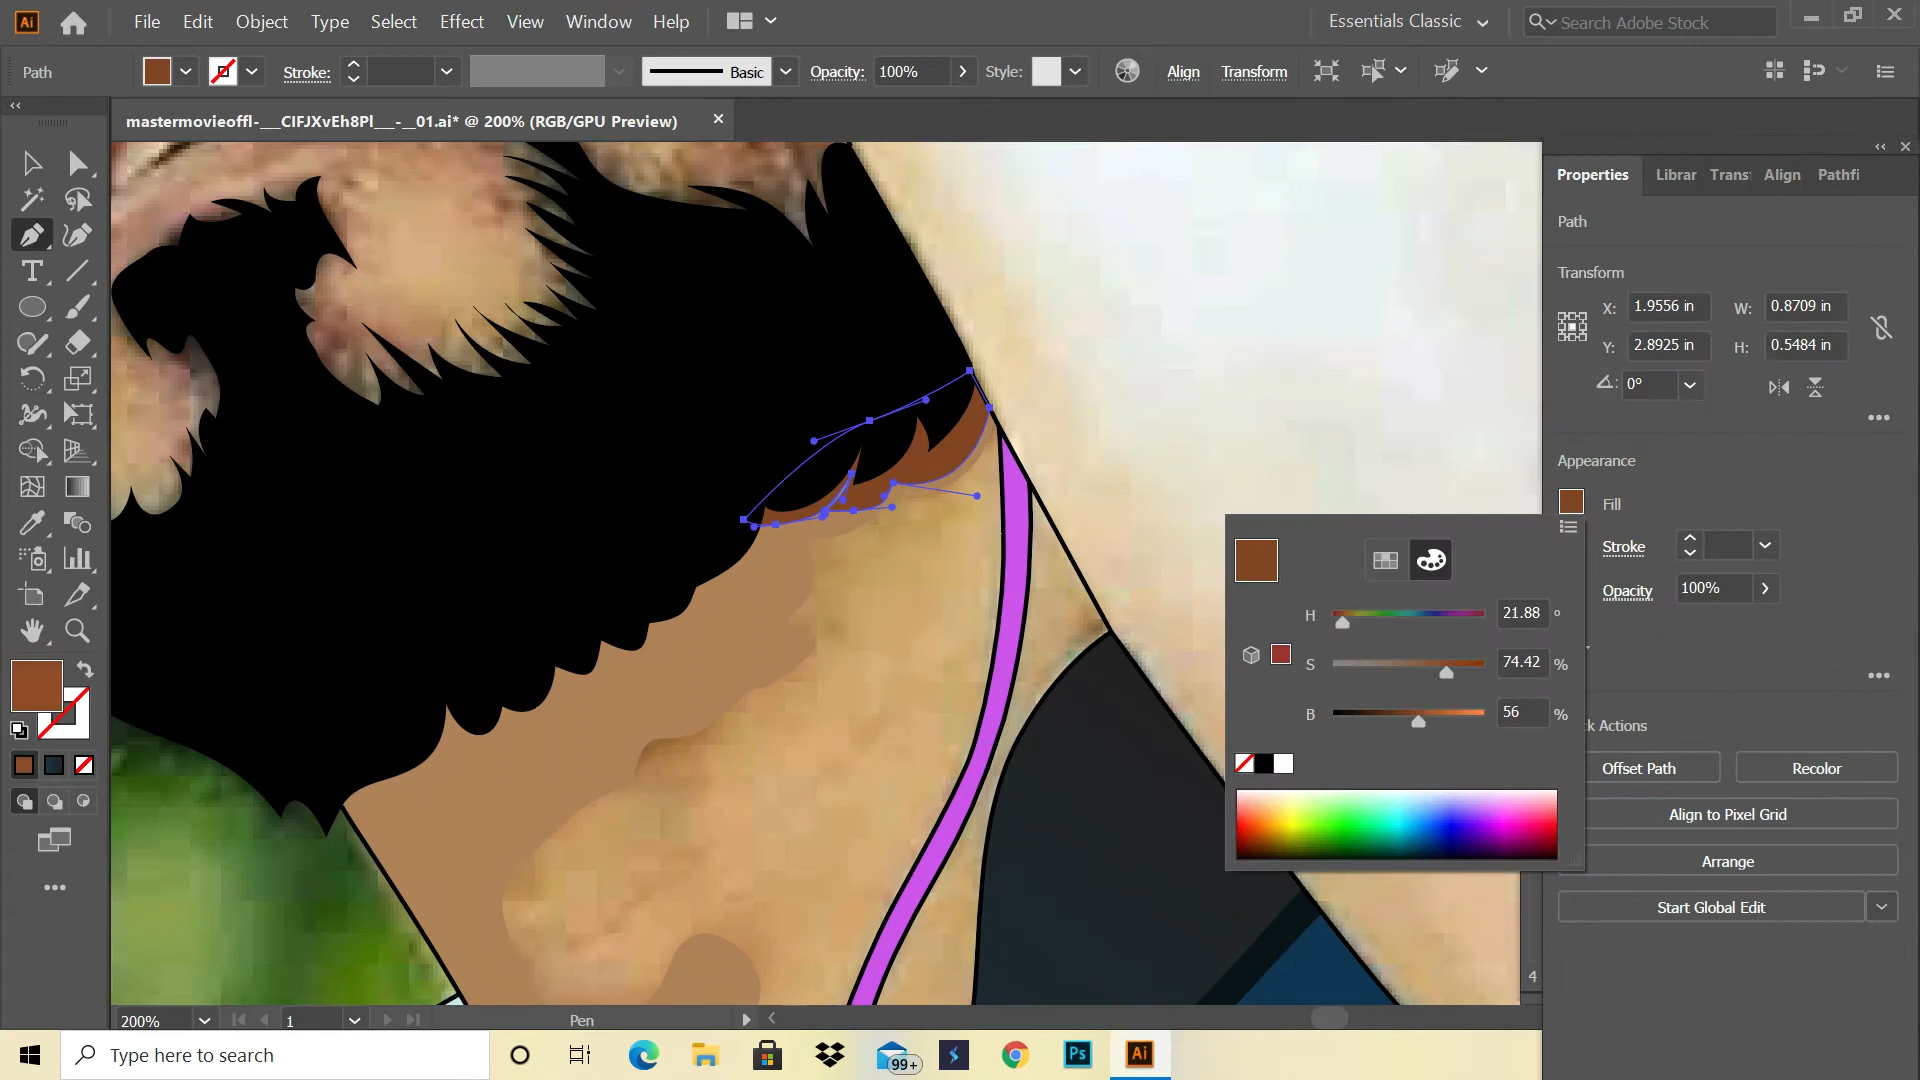 Ai File Edit Object Type Select Effect View Window Help Essentials Classic Search Adobe Stock
Path Stroke: Basic Opacity: 100% Style: Align Transform
mastermovieoffl-___CIFJXvEh8Pl___-__01.ai* @ 200% (RGB/GPU Preview)
Properties Librar Trans Align Pathfi
Path
Transform
X: 1.9556 in W: 0.8709 in
Y: 2.8925 in H: 0.5484 in
0°
Appearance
Fill
Stroke
Opacity 100%
H 21.88 °
S 74.42 %
B 56 %
k Actions
Offset Path Recolor
Align to Pixel Grid
Arrange
Start Global Edit
4
200% 1 Pen
Type here to search 99+ Ps Ai